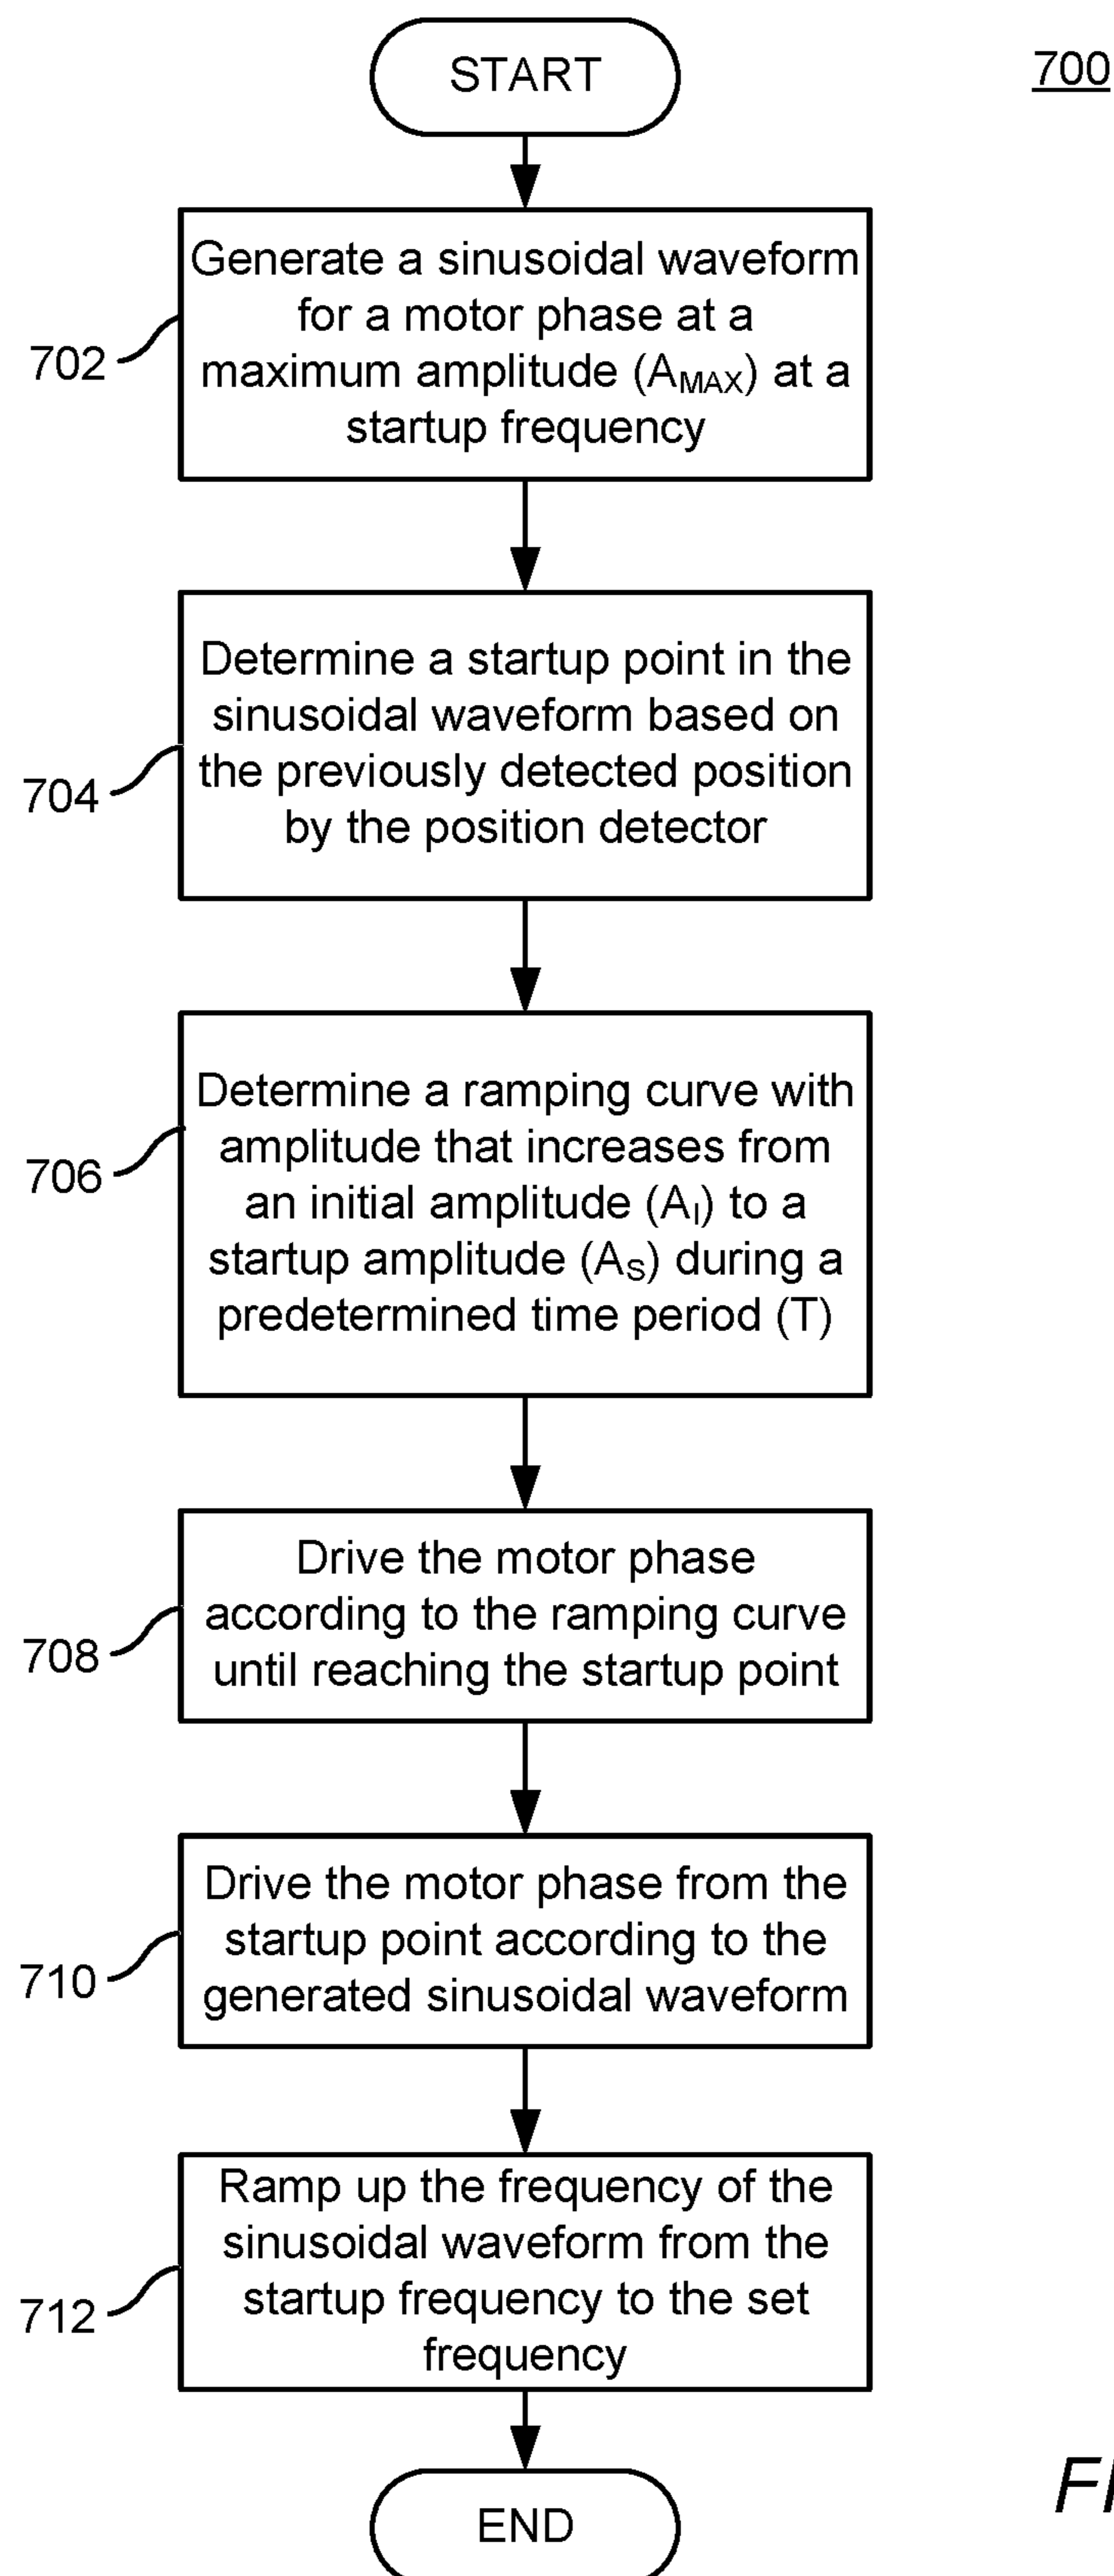 START
700
Generate a sinusoidal waveform
for a motor phase at a
maximum amplitude (AMAX) at a
startup frequency
702
Determine a startup point in the
sinusoidal waveform based on
the previously detected position
by the position detector
704
Determine a ramping curve with
amplitude that increases from
an initial amplitude (AI) to a
startup amplitude (AS) during a
predetermined time period (T)
706
Drive the motor phase
according to the ramping curve
until reaching the startup point
708
Drive the motor phase from the
startup point according to the
generated sinusoidal waveform
710
Ramp up the frequency of the
sinusoidal waveform from the
startup frequency to the set
frequency
712
END